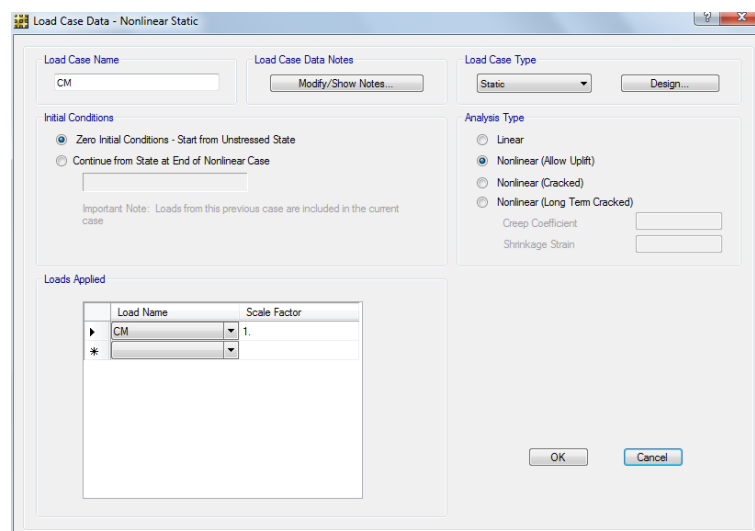 Load Case Data - Nonlinear Static
?
X
Load Case Name
CM
Load Case Data Notes
Modify/Show Notes...
Load Case Type
Static
Design...
Initial Conditions
Zero Initial Conditions - Start from Unstressed State
Continue from State at End of Nonlinear Case
Important Note: Loads from this previous case are included in the current
case
Analysis Type
Linear
Nonlinear (Allow Uplift)
Nonlinear (Cracked)
Nonlinear (Long Term Cracked)
Creep Coefficient
Shrinkage Strain
Loads Applied
Load Name Scale Factor
CM 1.
OK Cancel